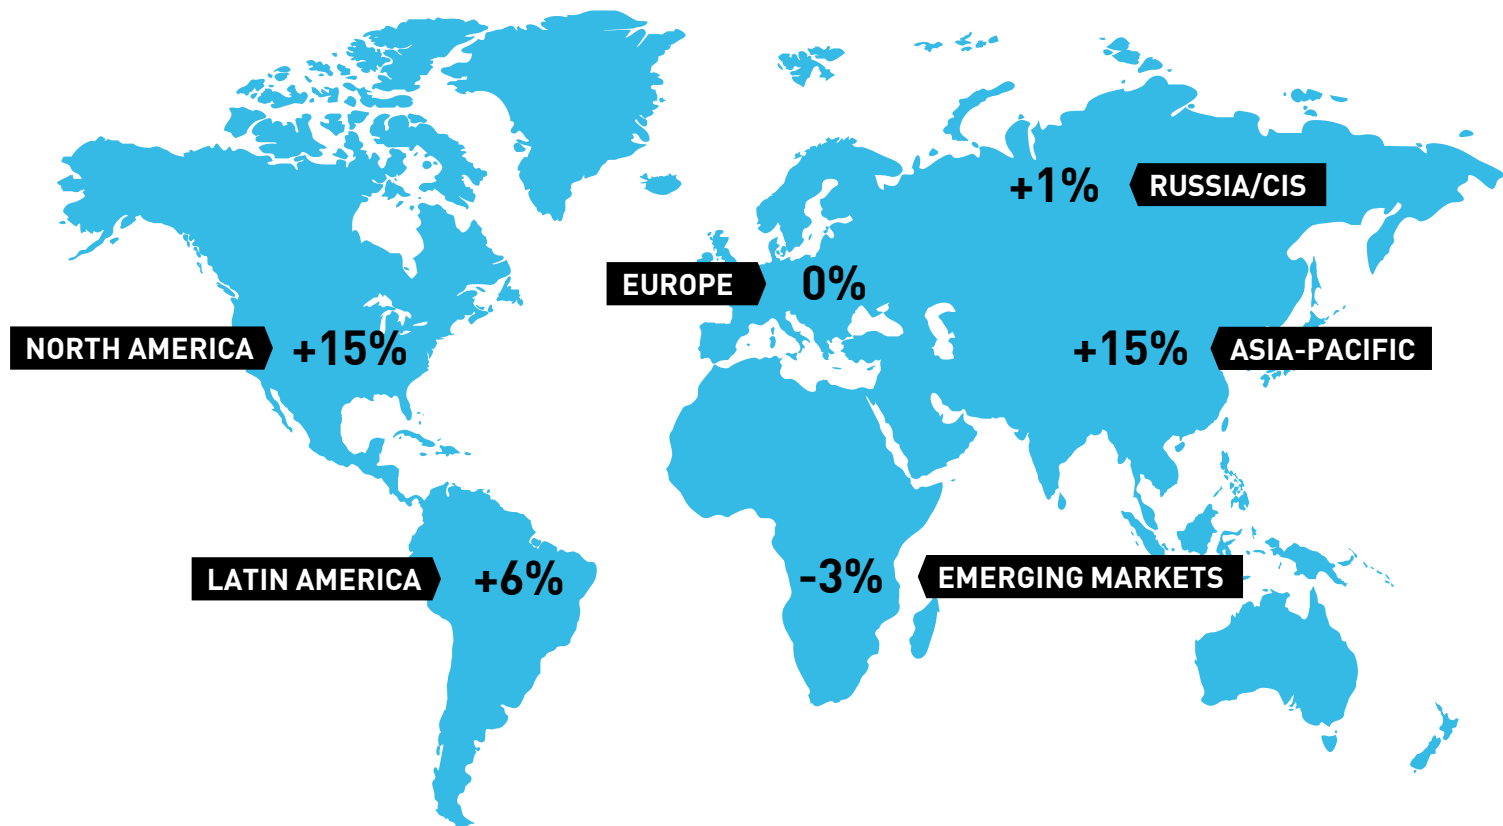 +1% RUSSIA/CIS
EUROPE 0%
NORTH AMERICA +15%
+15% ASIA-PACIFIC
LATIN AMERICA +6%
-3% EMERGING MARKETS